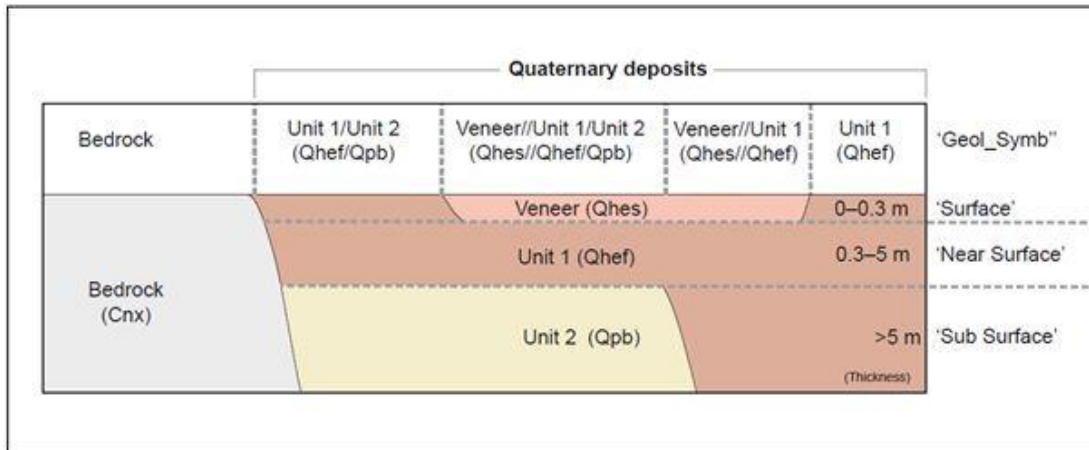 Quaternary deposits
Bedrock
Unit 1/Unit 2
(Qhef/Qpb)
Veneer//Unit 1/Unit 2
(Qhes//Qhef/Qpb)
Veneer//Unit 1
(Qhes//Qhef)
Unit 1
(Qhef)
‘Geol_Symb”
Veneer (Qhes)
0–0.3 m
‘Surface’
Unit 1 (Qhef)
0.3–5 m
‘Near Surface’
Bedrock
(Cnx)
Unit 2 (Qpb)
>5 m
‘Sub Surface’
(Thickness)